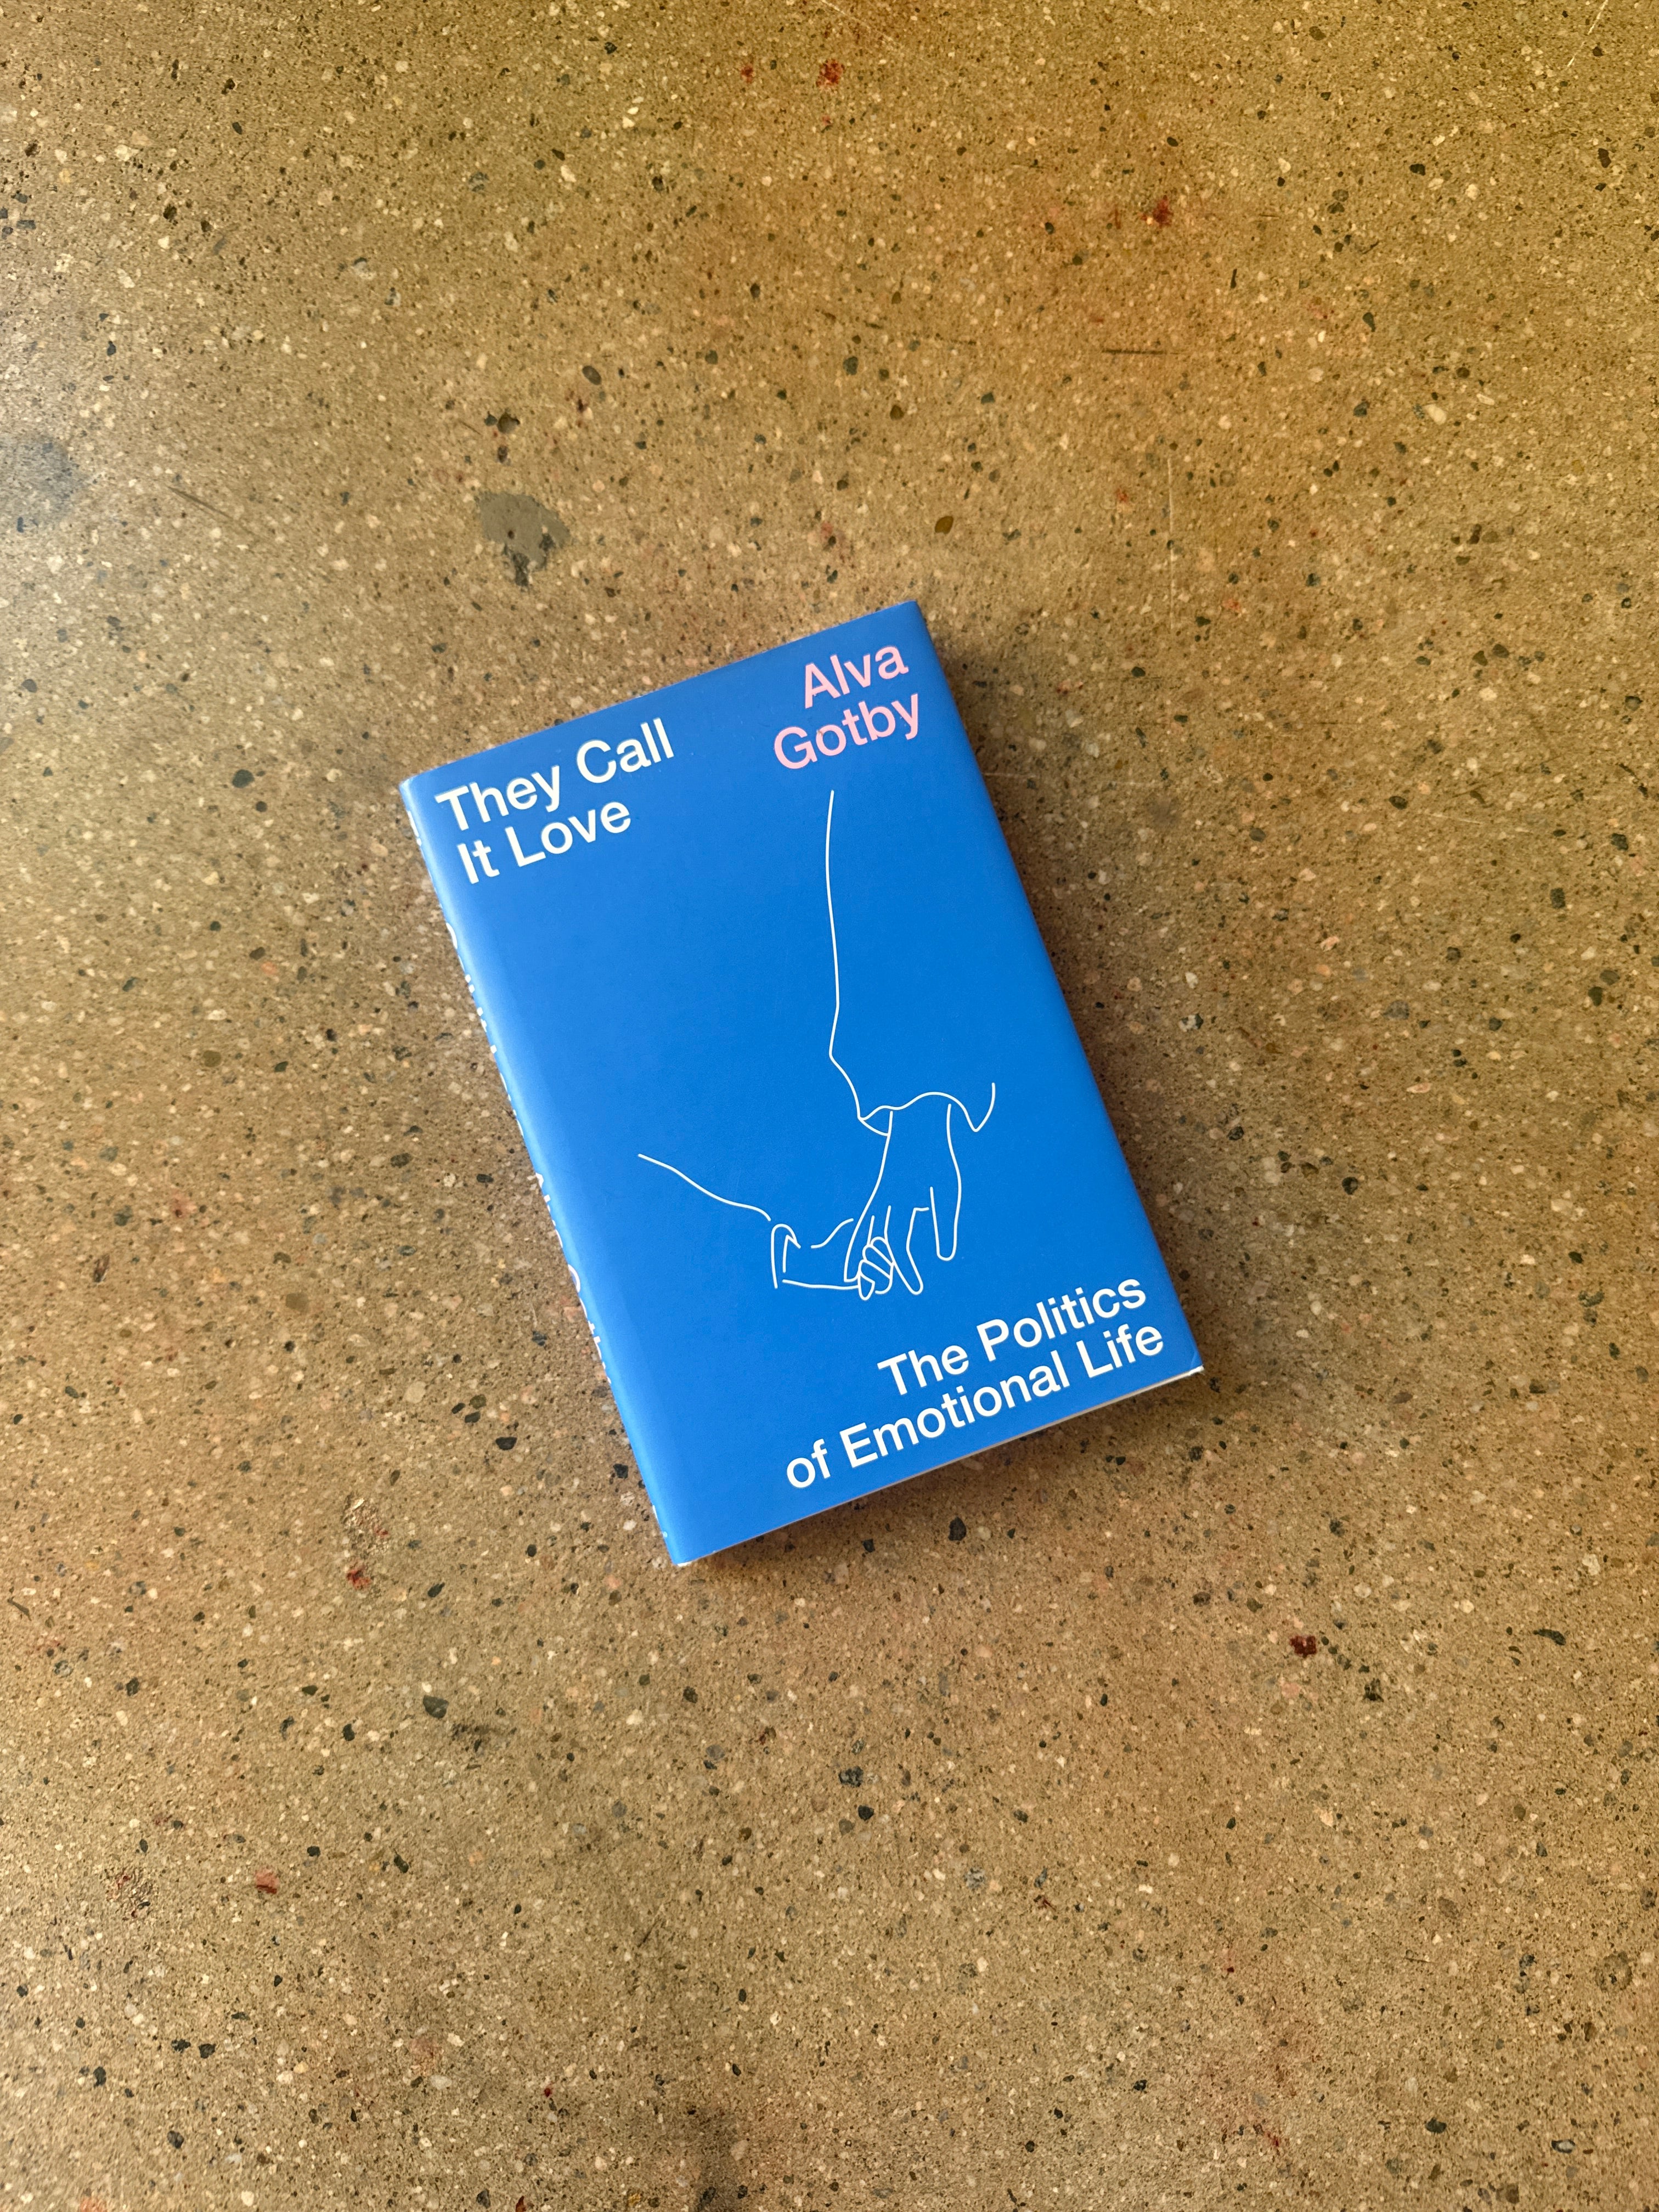 They Call
It Love
Alva
Gotby
The Politics
of Emotional Life